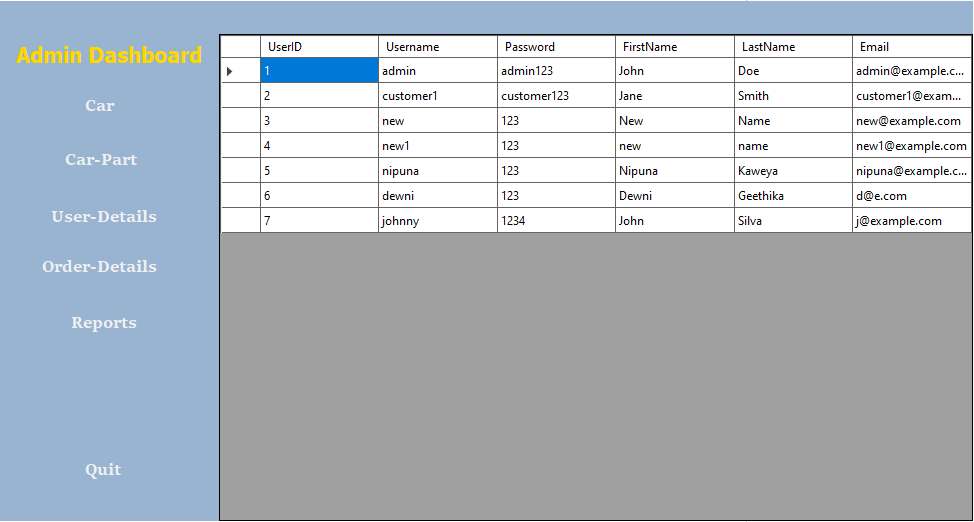 Admin Dashboard
Car
Car-Part
User-Details
Order-Details
Reports
Quit
UserID Username Password FirstName LastName Email
1 admin admin123 John Doe admin@example.c...
2 customer1 customer123 Jane Smith customer1@exam...
3 new 123 New Name new@example.com
4 new1 123 new name new1@example.com
5 nipuna 123 Nipuna Kaweya nipuna@example.c...
6 dewni 123 Dewni Geethika d@e.com
7 johnny 1234 John Silva j@example.com